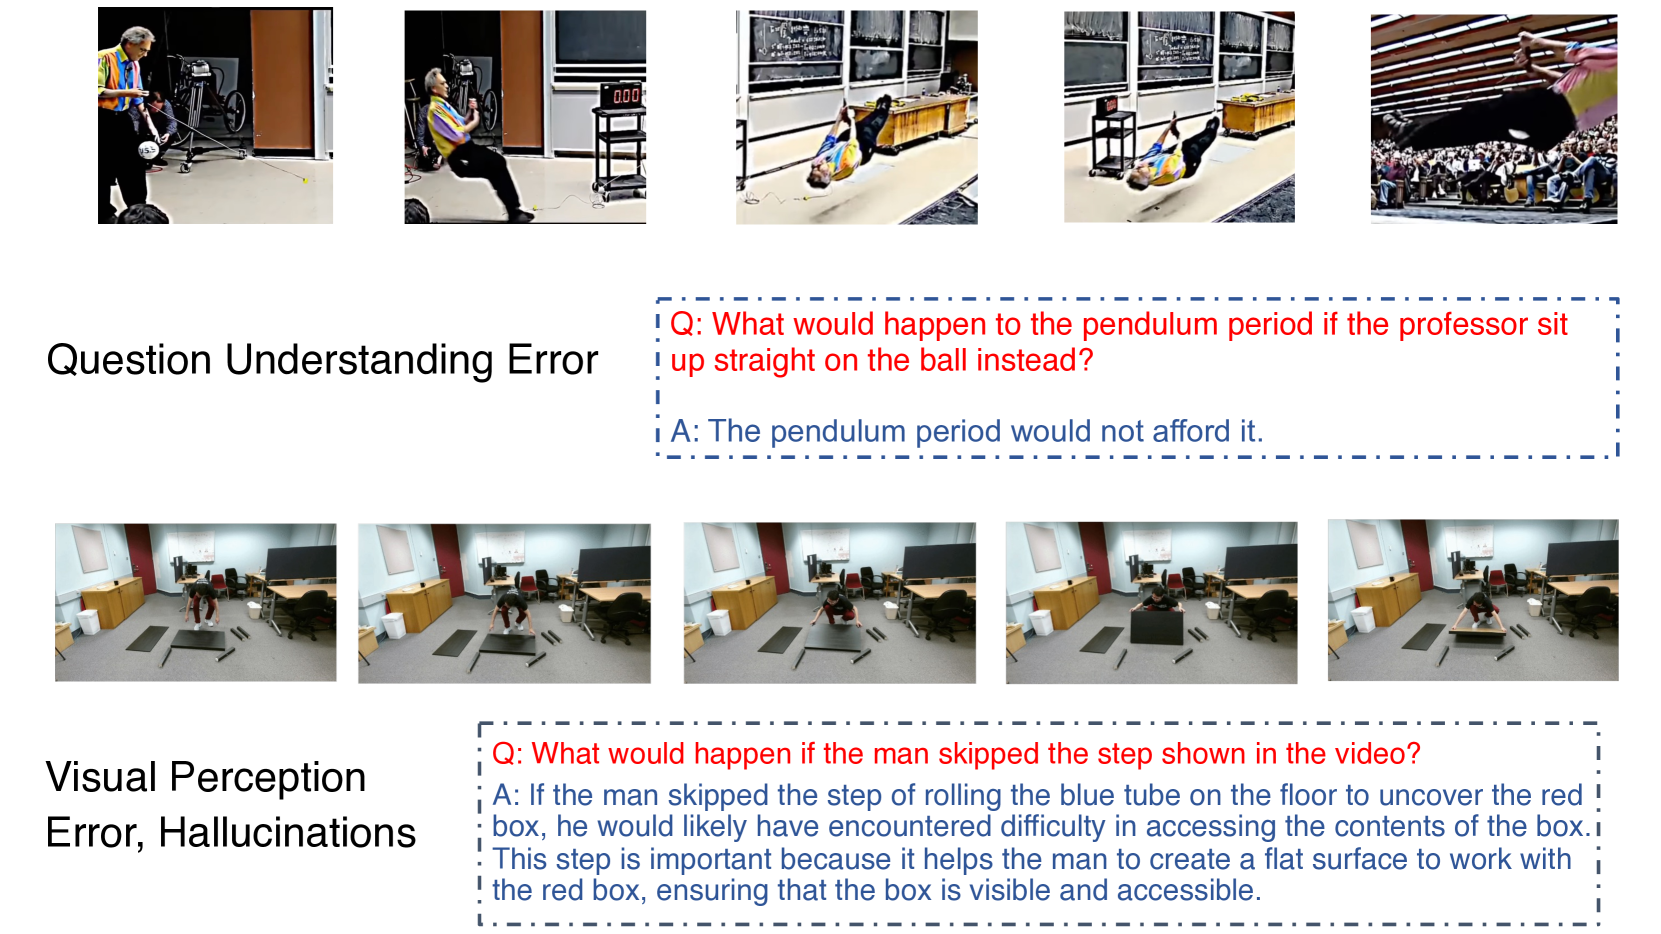 0.00
Question Understanding Error
Q: What would happen to the pendulum period if the professor sit
up straight on the ball instead?
A: The pendulum period would not afford it.
Visual Perception
Error, Hallucinations
Q: What would happen if the man skipped the step shown in the video?
A: If the man skipped the step of rolling the blue tube on the floor to uncover the red
box, he would likely have encountered difficulty in accessing the contents of the box.
This step is important because it helps the man to create a flat surface to work with
the red box, ensuring that the box is visible and accessible.